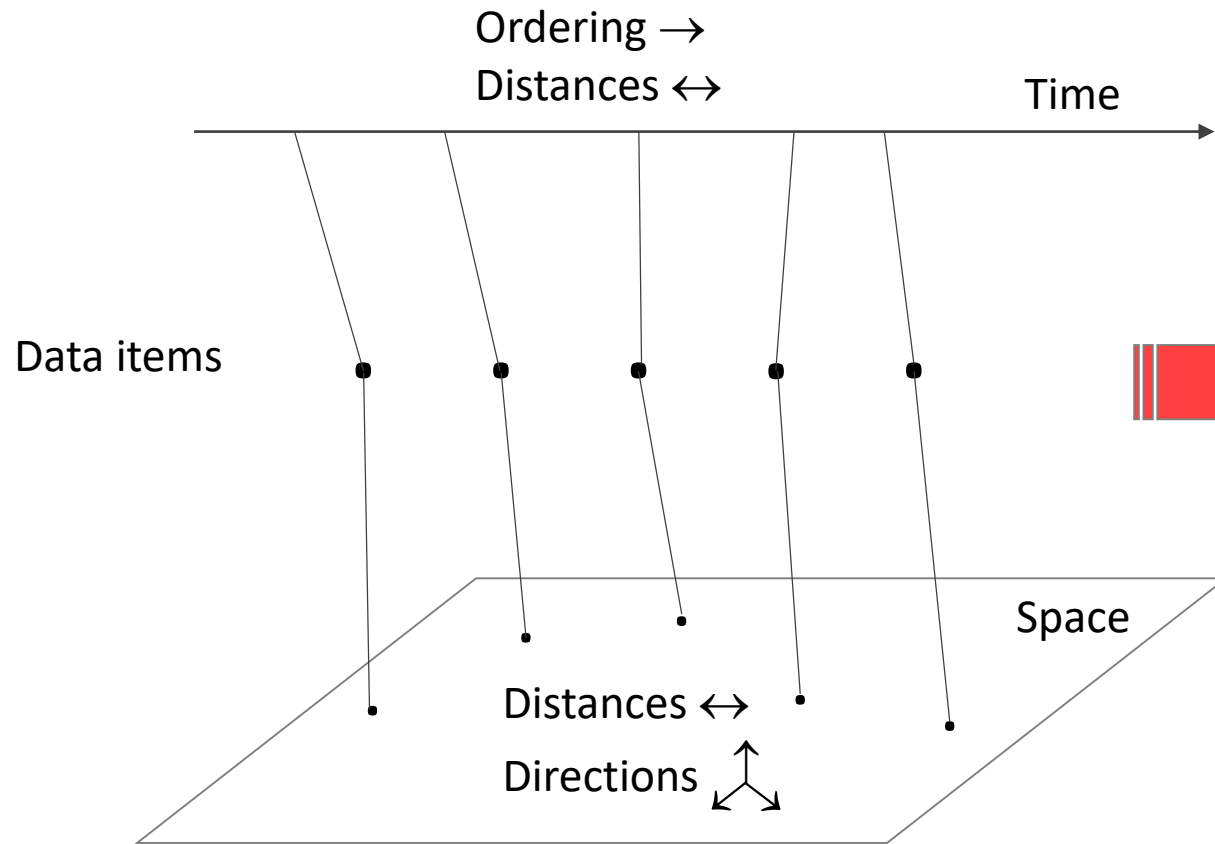 Ordering →
Distances ↔
Time
Data items
Space
Distances ↔
Directions